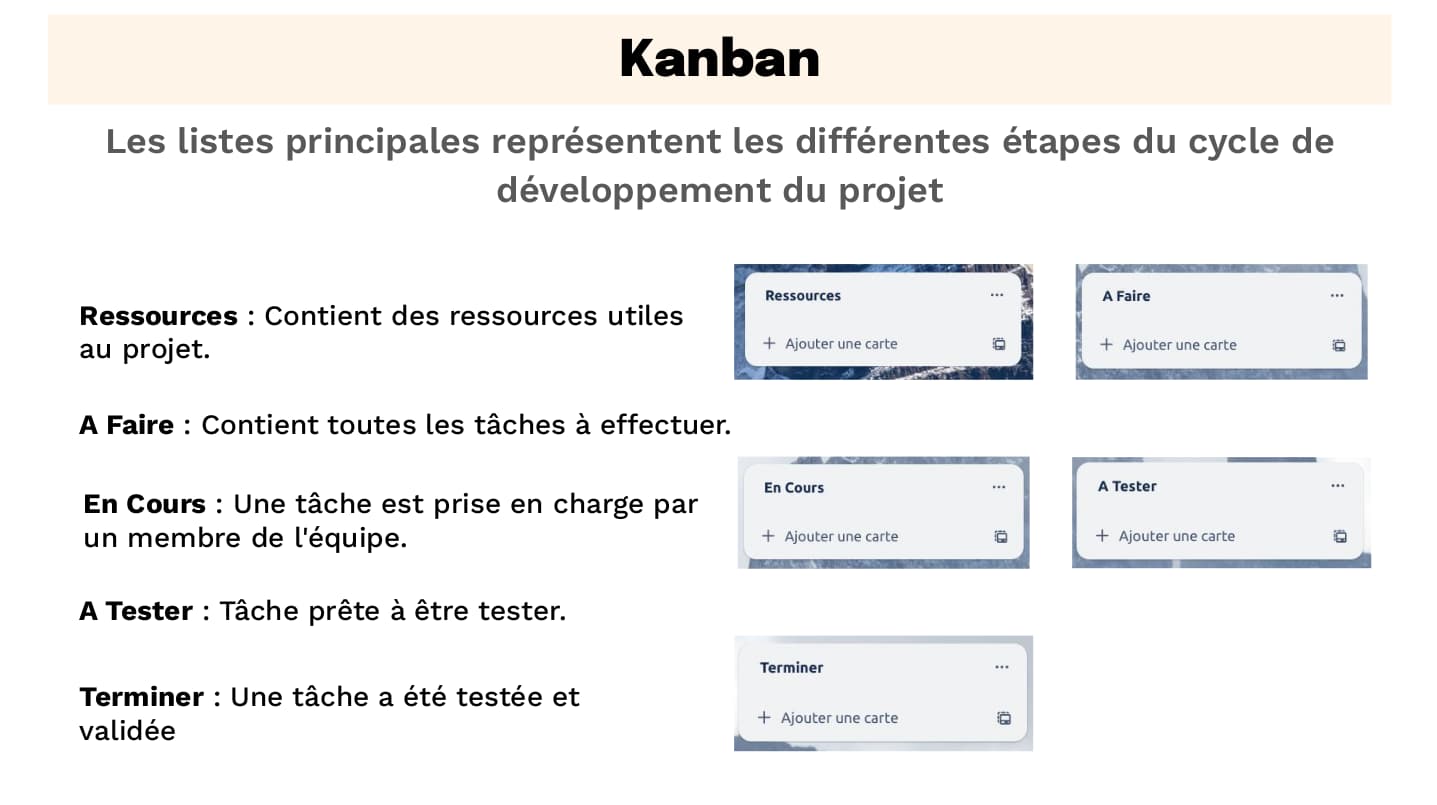 Kanban
Les listes principales représentent les différentes étapes du cycle de
développement du projet
Ressources : Contient des ressources utiles
au projet.
A Faire : Contient toutes les tâches à effectuer.
En Cours : Une tâche est prise en charge par
un membre de l'équipe.
A Tester : Tâche prête à être tester.
Terminer : Une tâche a été testée et
validée
Ressources
Ajouter une carte
A Faire
Ajouter une carte
En Cours
Ajouter une carte
A Tester
Ajouter une carte
Terminer
Ajouter une carte